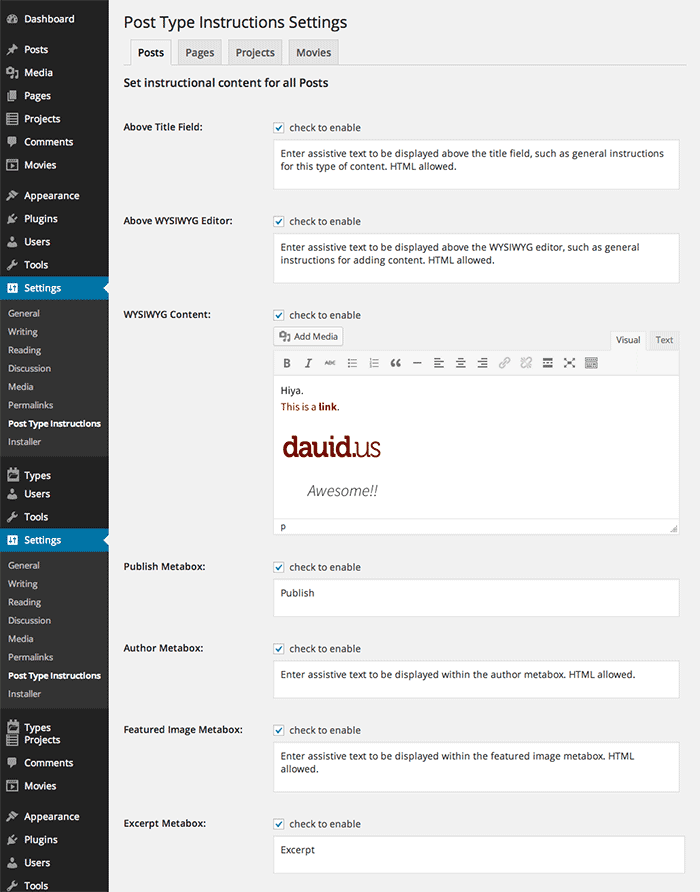 Dashboard
Posts
Media
Pages
Projects
Comments
Movies
Appearance
Plugins
Users
Tools
Settings
General
Writing
Reading
Discussion
Media
Permalinks
Post Type Instructions
Installer
Types
Users
Tools
Settings
General
Writing
Reading
Discussion
Media
Permalinks
Post Type Instructions
Installer
Types
Projects
Comments
Movies
Appearance
Plugins
Users
Tools
Post Type Instructions Settings
Posts Pages Projects Movies
Set instructional content for all Posts
Above Title Field: check to enable
Enter assistive text to be displayed above the title field, such as general instructions
for this type of content. HTML allowed.
Above WYSIWYG Editor: check to enable
Enter assistive text to be displayed above the WYSIWYG editor, such as general
instructions for adding content. HTML allowed.
WYSIWYG Content: check to enable
Add Media
Visual Text
B I ABC
Hiya.
This is a link.
dauid.us
Awesome!!
p
Publish Metabox: check to enable
Publish
Author Metabox: check to enable
Enter assistive text to be displayed within the author metabox. HTML allowed.
Featured Image Metabox: check to enable
Enter assistive text to be displayed within the featured image metabox. HTML
allowed.
Excerpt Metabox: check to enable
Excerpt